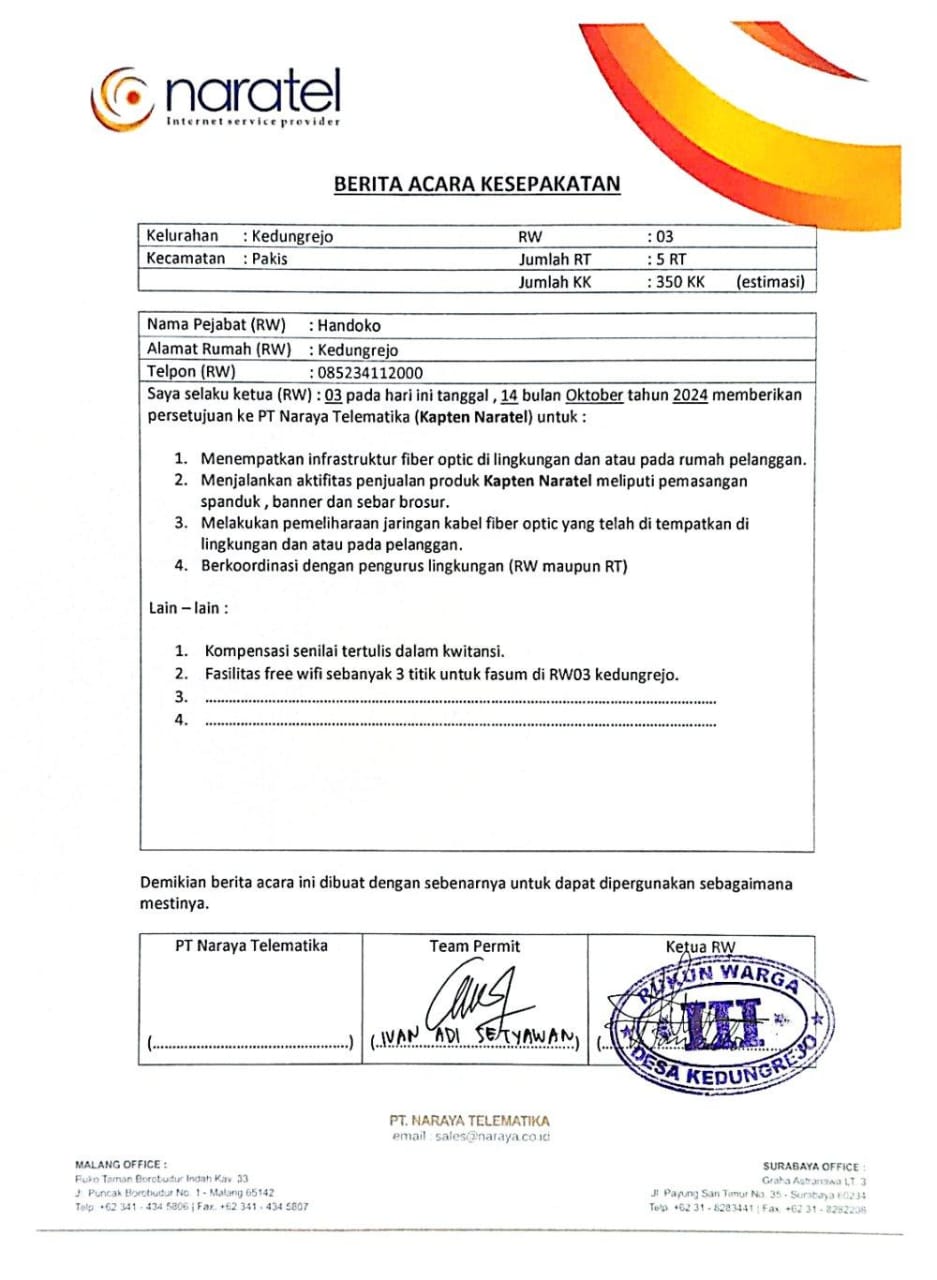 naratel
Internet service provider
BERITA ACARA KESEPAKATAN
Kelurahan : Kedungrejo RW : 03
Kecamatan : Pakis Jumlah RT : 5 RT
Jumlah KK : 350 KK (estimasi)
Nama Pejabat (RW) : Handoko
Alamat Rumah (RW) : Kedungrejo
Telpon (RW) : 085234112000
Saya selaku ketua (RW) : 03 pada hari ini tanggal , 14 bulan Oktober tahun 2024 memberikan
persetujuan ke PT Naraya Telematika (Kapten Naratel) untuk :
1. Menempatkan infrastruktur fiber optic di lingkungan dan atau pada rumah pelanggan.
2. Menjalankan aktifitas penjualan produk Kapten Naratel meliputi pemasangan
spanduk , banner dan sebar brosur.
3. Melakukan pemeliharaan jaringan kabel fiber optic yang telah di tempatkan di
lingkungan dan atau pada pelanggan.
4. Berkoordinasi dengan pengurus lingkungan (RW maupun RT)
Lain – lain :
1. Kompensasi senilai tertulis dalam kwitansi.
2. Fasilitas free wifi sebanyak 3 titik untuk fasum di RW03 kedungrejo.
3. ........................................................................
4. ........................................................................
Demikian berita acara ini dibuat dengan sebenarnya untuk dapat dipergunakan sebagaimana
mestinya.
PT Naraya Telematika Team Permit Ketua RW
(........................................) (.IVAN ADI SETYAWAN.)
RUKUN WARGA
III
DESA KEDUNGREJO
PT. NARAYA TELEMATIKA
email : sales@naraya.co.id
MALANG OFFICE :
Ruko Taman Borobudur Indah Kav. 33
Jl. Puncak Borobudur No. 1 - Malang 65142
Telp. +62 341 - 434 5806 | Fax. +62 341 - 434 5807
SURABAYA OFFICE :
Graha Astranawa LT. 3
Jl Payung Sari Timur No. 35 - Surabaya 60234
Telp. +62 31 - 8283441 | Fax. +62 31 - 8282208